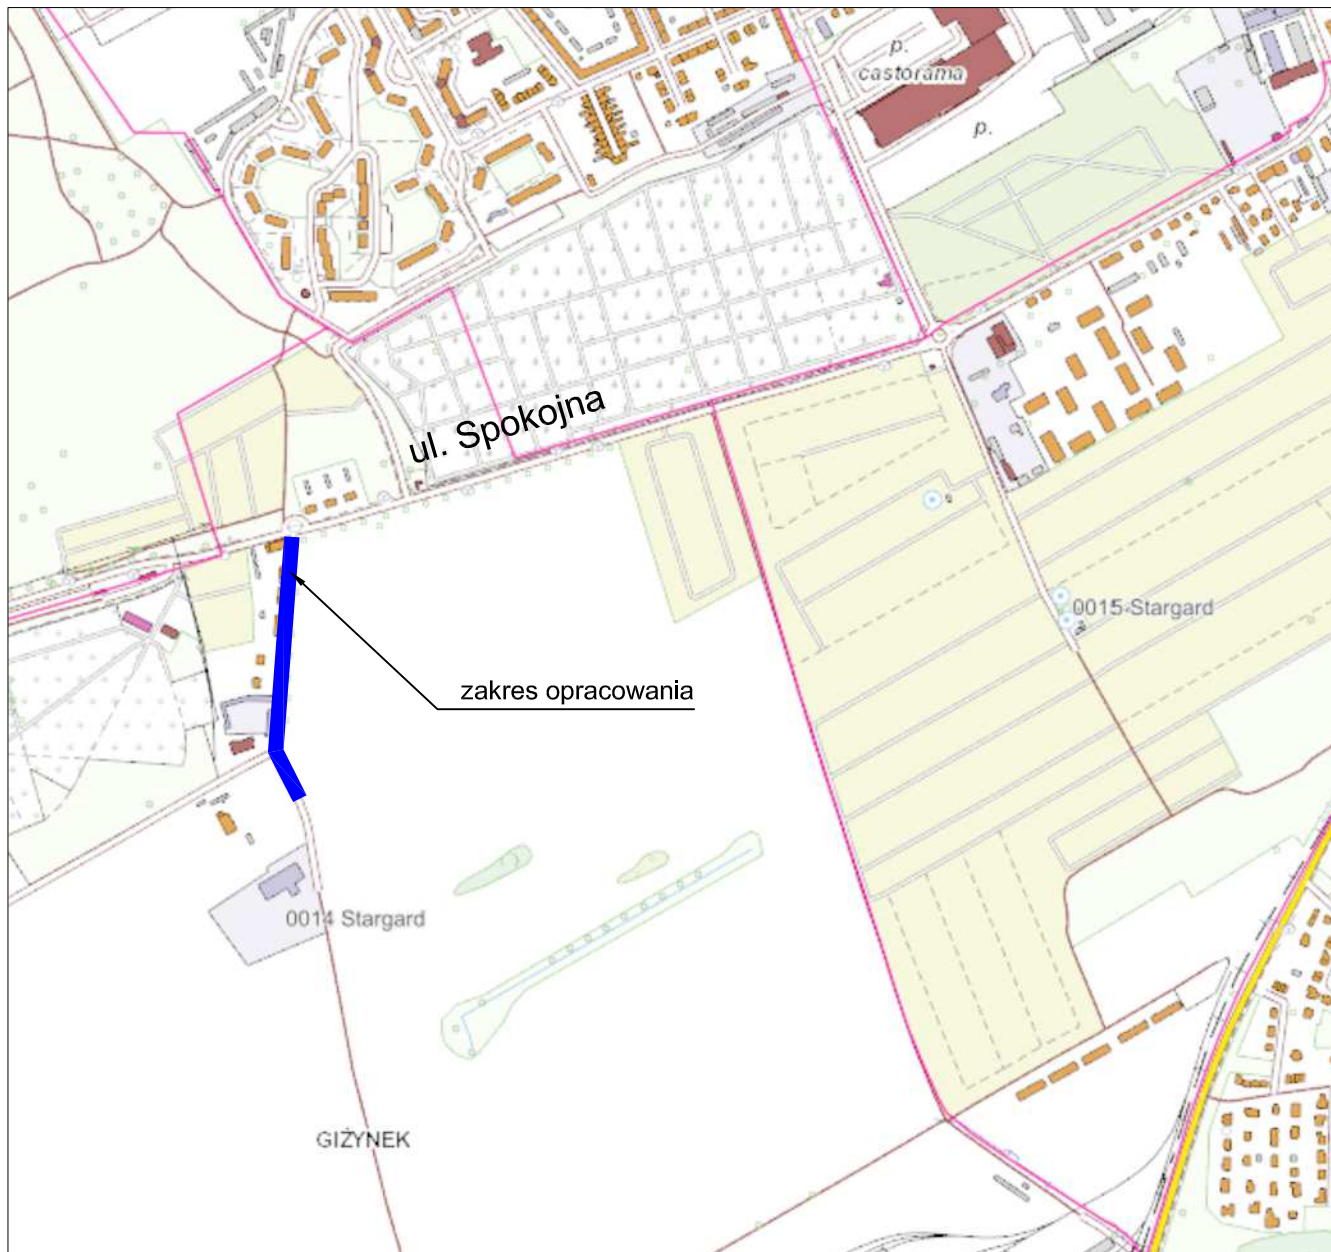 p.
castorama
p.
ul. Spokojna
0015-Stargard
zakres opracowania
0014 Stargard
GIŻYNEK